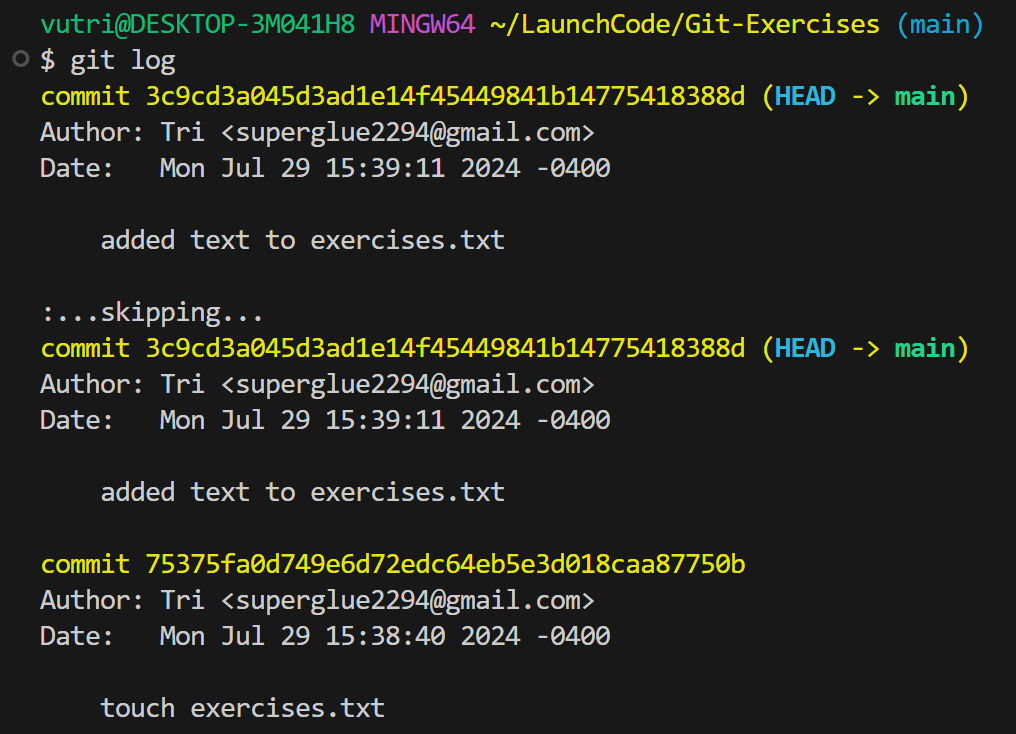 vutri@DESKTOP-3M041H8 MINGW64 ~/LaunchCode/Git-Exercises (main)
$ git log
commit 3c9cd3a045d3ad1e14f45449841b14775418388d (HEAD -> main)
Author: Tri <superglue2294@gmail.com>
Date:   Mon Jul 29 15:39:11 2024 -0400
added text to exercises.txt
:...skipping...
commit 3c9cd3a045d3ad1e14f45449841b14775418388d (HEAD -> main)
Author: Tri <superglue2294@gmail.com>
Date:   Mon Jul 29 15:39:11 2024 -0400
added text to exercises.txt
commit 75375fa0d749e6d72edc64eb5e3d018caa87750b
Author: Tri <superglue2294@gmail.com>
Date:   Mon Jul 29 15:38:40 2024 -0400
touch exercises.txt